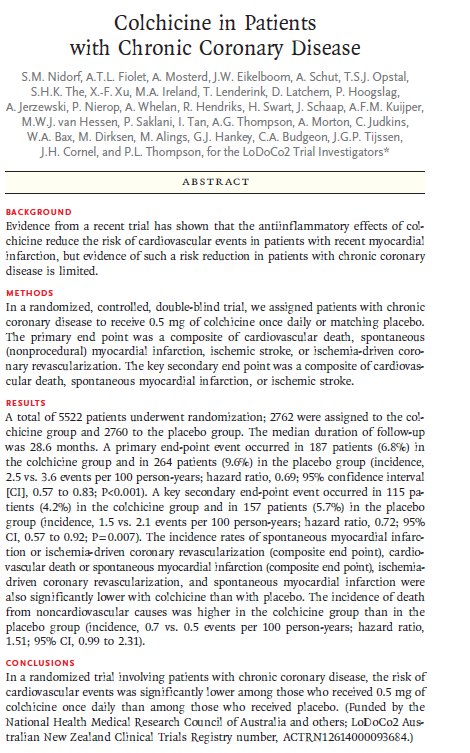 Colchicine in Patients
with Chronic Coronary Disease
S.M. Nidorf, A.T.L. Fiolet, A. Mosterd, J.W. Eikelboom, A. Schut, T.S.J. Opstal,
S.H.K. The, X.-F. Xu, M.A. Ireland, T. Lenderink, D. Latchem, P. Hoogslag,
A. Jerzewski, P. Nierop, A. Whelan, R. Hendriks, H. Swart, J. Schaap, A.F.M. Kuijper,
M.W.J. van Hessen, P. Saklani, I. Tan, A.G. Thompson, A. Morton, C. Judkins,
W.A. Bax, M. Dirksen, M. Alings, G.J. Hankey, C.A. Budgeon, J.G.P. Tijssen,
J.H. Cornel, and P.L. Thompson, for the LoDoCo2 Trial Investigators*
ABSTRACT
BACKGROUND
Evidence from a recent trial has shown that the antiinflammatory effects of col-
chicine reduce the risk of cardiovascular events in patients with recent myocardial
infarction, but evidence of such a risk reduction in patients with chronic coronary
disease is limited.
METHODS
In a randomized, controlled, double-blind trial, we assigned patients with chronic
coronary disease to receive 0.5 mg of colchicine once daily or matching placebo.
The primary end point was a composite of cardiovascular death, spontaneous
(nonprocedural) myocardial infarction, ischemic stroke, or ischemia-driven coro-
nary revascularization. The key secondary end point was a composite of cardiovas-
cular death, spontaneous myocardial infarction, or ischemic stroke.
RESULTS
A total of 5522 patients underwent randomization; 2762 were assigned to the col-
chicine group and 2760 to the placebo group. The median duration of follow-up
was 28.6 months. A primary end-point event occurred in 187 patients (6.8%) in
the colchicine group and in 264 patients (9.6%) in the placebo group (incidence,
2.5 vs. 3.6 events per 100 person-years; hazard ratio, 0.69; 95% confidence interval
[CI], 0.57 to 0.83; P<0.001). A key secondary end-point event occurred in 115 pa-
tients (4.2%) in the colchicine group and in 157 patients (5.7%) in the placebo
group (incidence, 1.5 vs. 2.1 events per 100 person-years; hazard ratio, 0.72; 95%
CI, 0.57 to 0.92; P=0.007). The incidence rates of spontaneous myocardial infarc-
tion or ischemia-driven coronary revascularization (composite end point), cardio-
vascular death or spontaneous myocardial infarction (composite end point), ischemia-
driven coronary revascularization, and spontaneous myocardial infarction were
also significantly lower with colchicine than with placebo. The incidence of death
from noncardiovascular causes was higher in the colchicine group than in the
placebo group (incidence, 0.7 vs. 0.5 events per 100 person-years; hazard ratio,
1.51; 95% CI, 0.99 to 2.31).
CONCLUSIONS
In a randomized trial involving patients with chronic coronary disease, the risk of
cardiovascular events was significantly lower among those who received 0.5 mg of
colchicine once daily than among those who received placebo. (Funded by the
National Health Medical Research Council of Australia and others; LoDoCo2 Aus-
tralian New Zealand Clinical Trials Registry number, ACTRN12614000093684.)